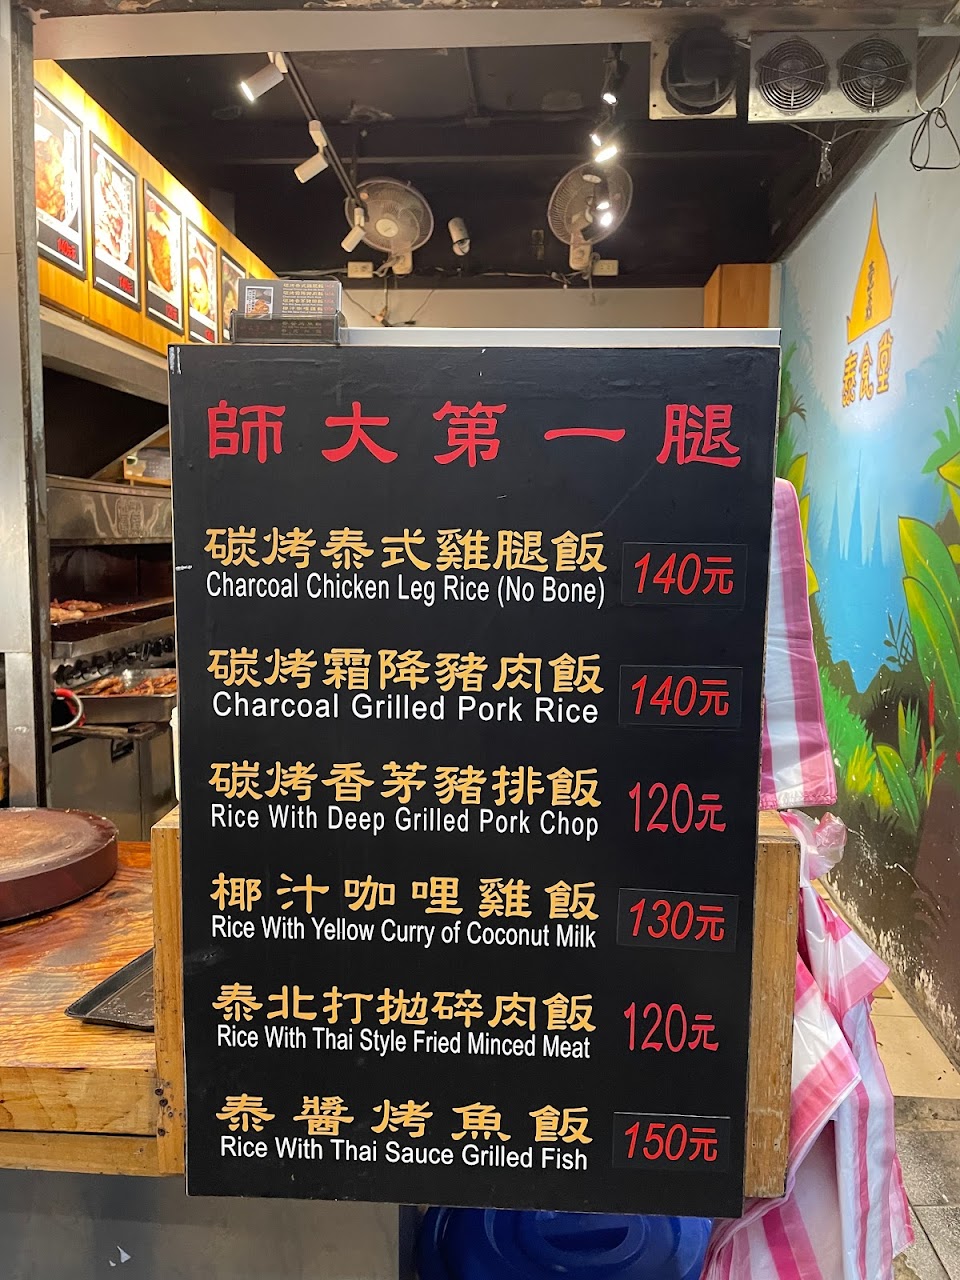 泰食堂
師大第一腿
碳烤泰式雞腿飯 140元
Charcoal Chicken Leg Rice (No Bone)
碳烤霜降豬肉飯 140元
Charcoal Grilled Pork Rice
碳烤香茅豬排飯 120元
Rice With Deep Grilled Pork Chop
椰汁咖哩雞飯 130元
Rice With Yellow Curry of Coconut Milk
泰北打拋碎肉飯 120元
Rice With Thai Style Fried Minced Meat
泰醬烤魚飯 150元
Rice With Thai Sauce Grilled Fish